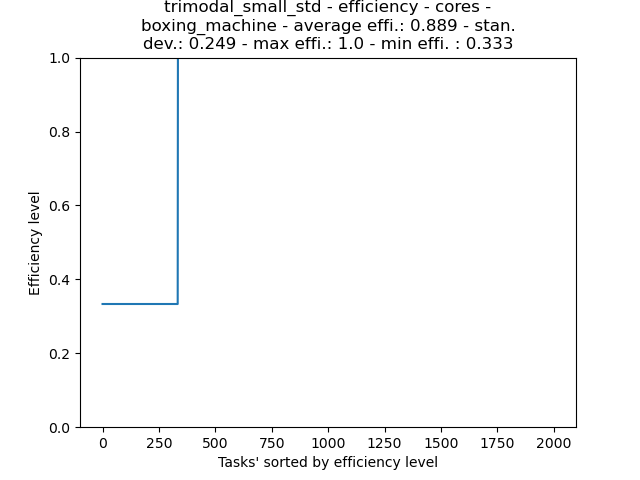 trimodal_small_std - efficiency - cores -
boxing_machine - average effi.: 0.889 - stan.
dev.: 0.249 - max effi.: 1.0 - min effi. : 0.333
1.0
0.8
0.6
0.4
0.2
0.0
Efficiency level
0 250 500 750 1000 1250 1500 1750 2000
Tasks' sorted by efficiency level